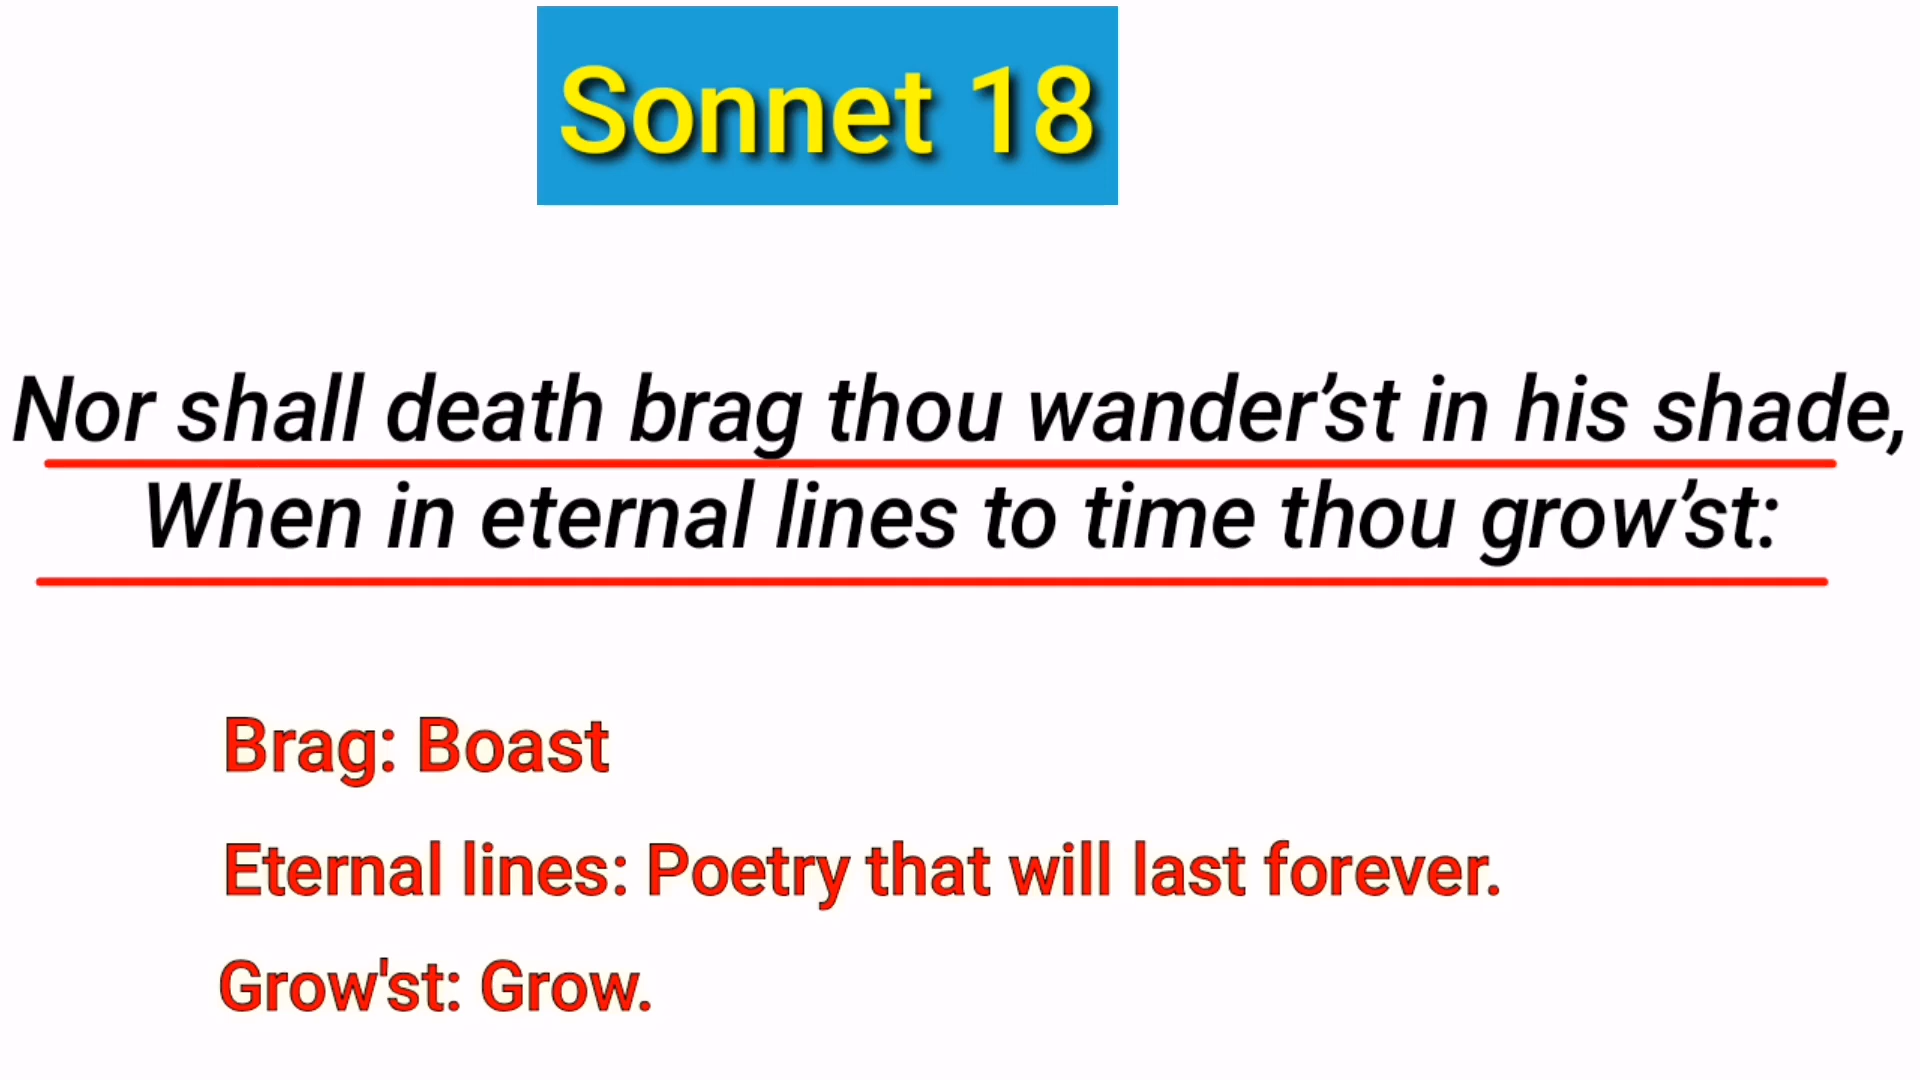 Sonnet 18
Nor shall death brag thou wander’st in his shade,
When in eternal lines to time thou grow’st:
Brag: Boast
Eternal lines: Poetry that will last forever.
Grow'st: Grow.